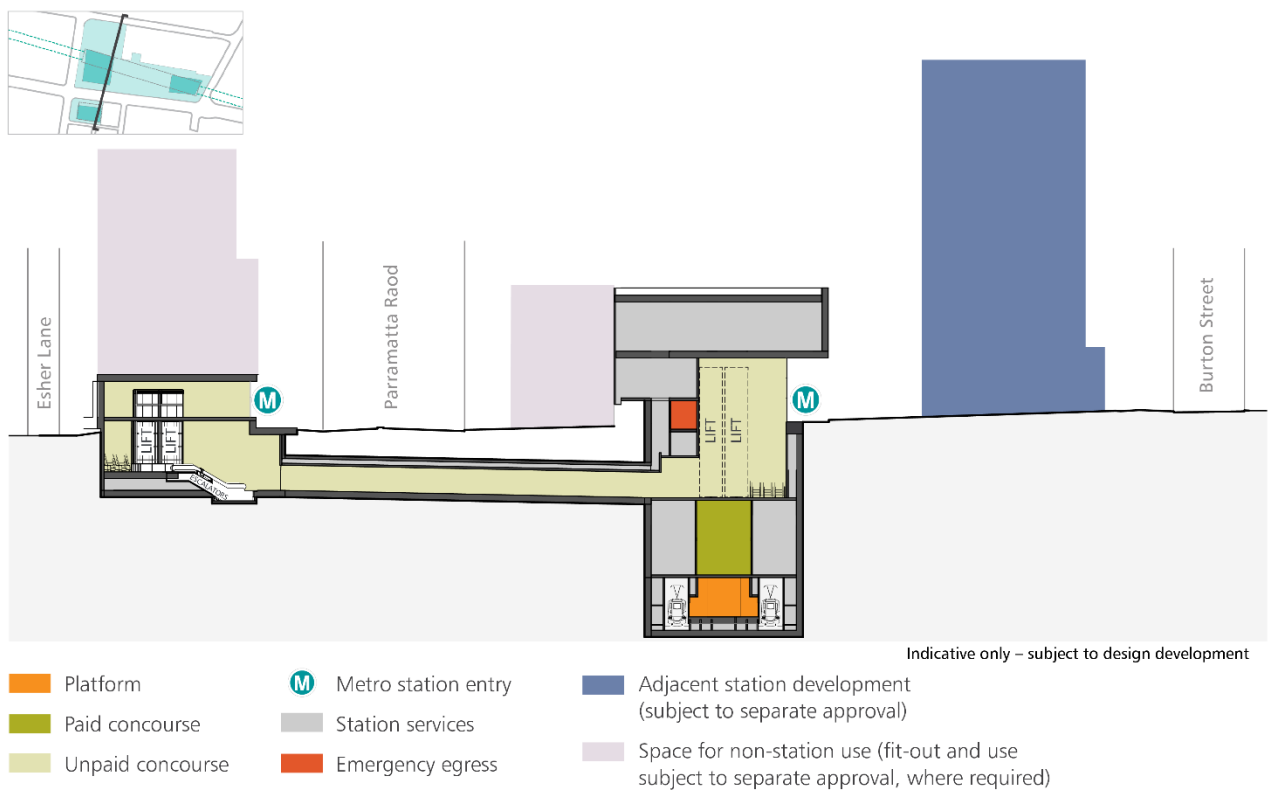 Esher Lane
Parramatta Raod
Burton Street
M
M
LIFT
LIFT
ESCALATORS
LIFT
LIFT
Indicative only – subject to design development
Platform
Paid concourse
Unpaid concourse
M Metro station entry
Station services
Emergency egress
Adjacent station development
(subject to separate approval)
Space for non-station use (fit-out and use
subject to separate approval, where required)